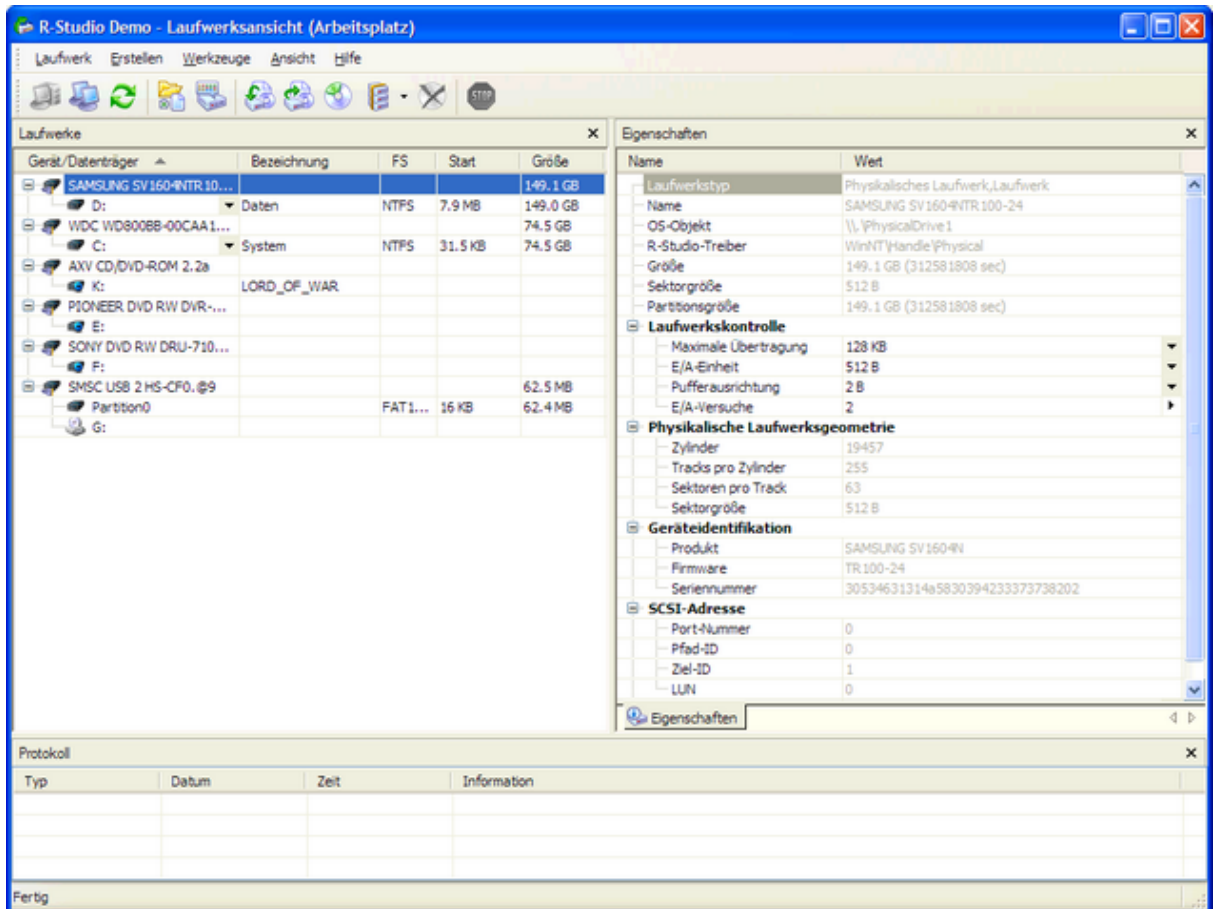 R-Studio Demo - Laufwerksansicht (Arbeitsplatz)
Laufwerk Erstellen Werkzeuge Ansicht Hilfe
STOP
Laufwerke
Gerät/Datenträger Bezeichnung FS Start Größe
SAMSUNG SV1604NTR10... 149.1 GB
D: Daten NTFS 7.9 MB 149.0 GB
WDC WD800BB-00CAA1... 74.5 GB
C: System NTFS 31.5 KB 74.5 GB
AXV CD/DVD-ROM 2.2a
K: LORD_OF_WAR
PIONEER DVD RW DVR-...
E:
SONY DVD RW DRU-710...
F:
SMSC USB 2 HS-CF0.@9 62.5 MB
Partition0 FAT1... 16 KB 62.4 MB
G:
Eigenschaften
Name Wert
Laufwerkstyp Physikalisches Laufwerk,Laufwerk
Name SAMSUNG SV1604NTR100-24
OS-Objekt \\.\PhysicalDrive1
R-Studio-Treiber WinNT\Handle\Physical
Größe 149.1 GB (312581808 sec)
Sektorgröße 512 B
Partitionsgröße 149.1 GB (312581808 sec)
Laufwerkskontrolle
Maximale Übertragung 128 KB
E/A-Einheit 512 B
Pufferausrichtung 2 B
E/A-Versuche 2
Physikalische Laufwerksgeometrie
Zylinder 19457
Tracks pro Zylinder 255
Sektoren pro Track 63
Sektorgröße 512 B
Geräteidentifikation
Produkt SAMSUNG SV1604N
Firmware TR100-24
Seriennummer 30534631314a5830394233373738202
SCSI-Adresse
Port-Nummer 0
Pfad-ID 0
Ziel-ID 1
LUN 0
Eigenschaften
Protokoll
Typ Datum Zeit Information
Fertig